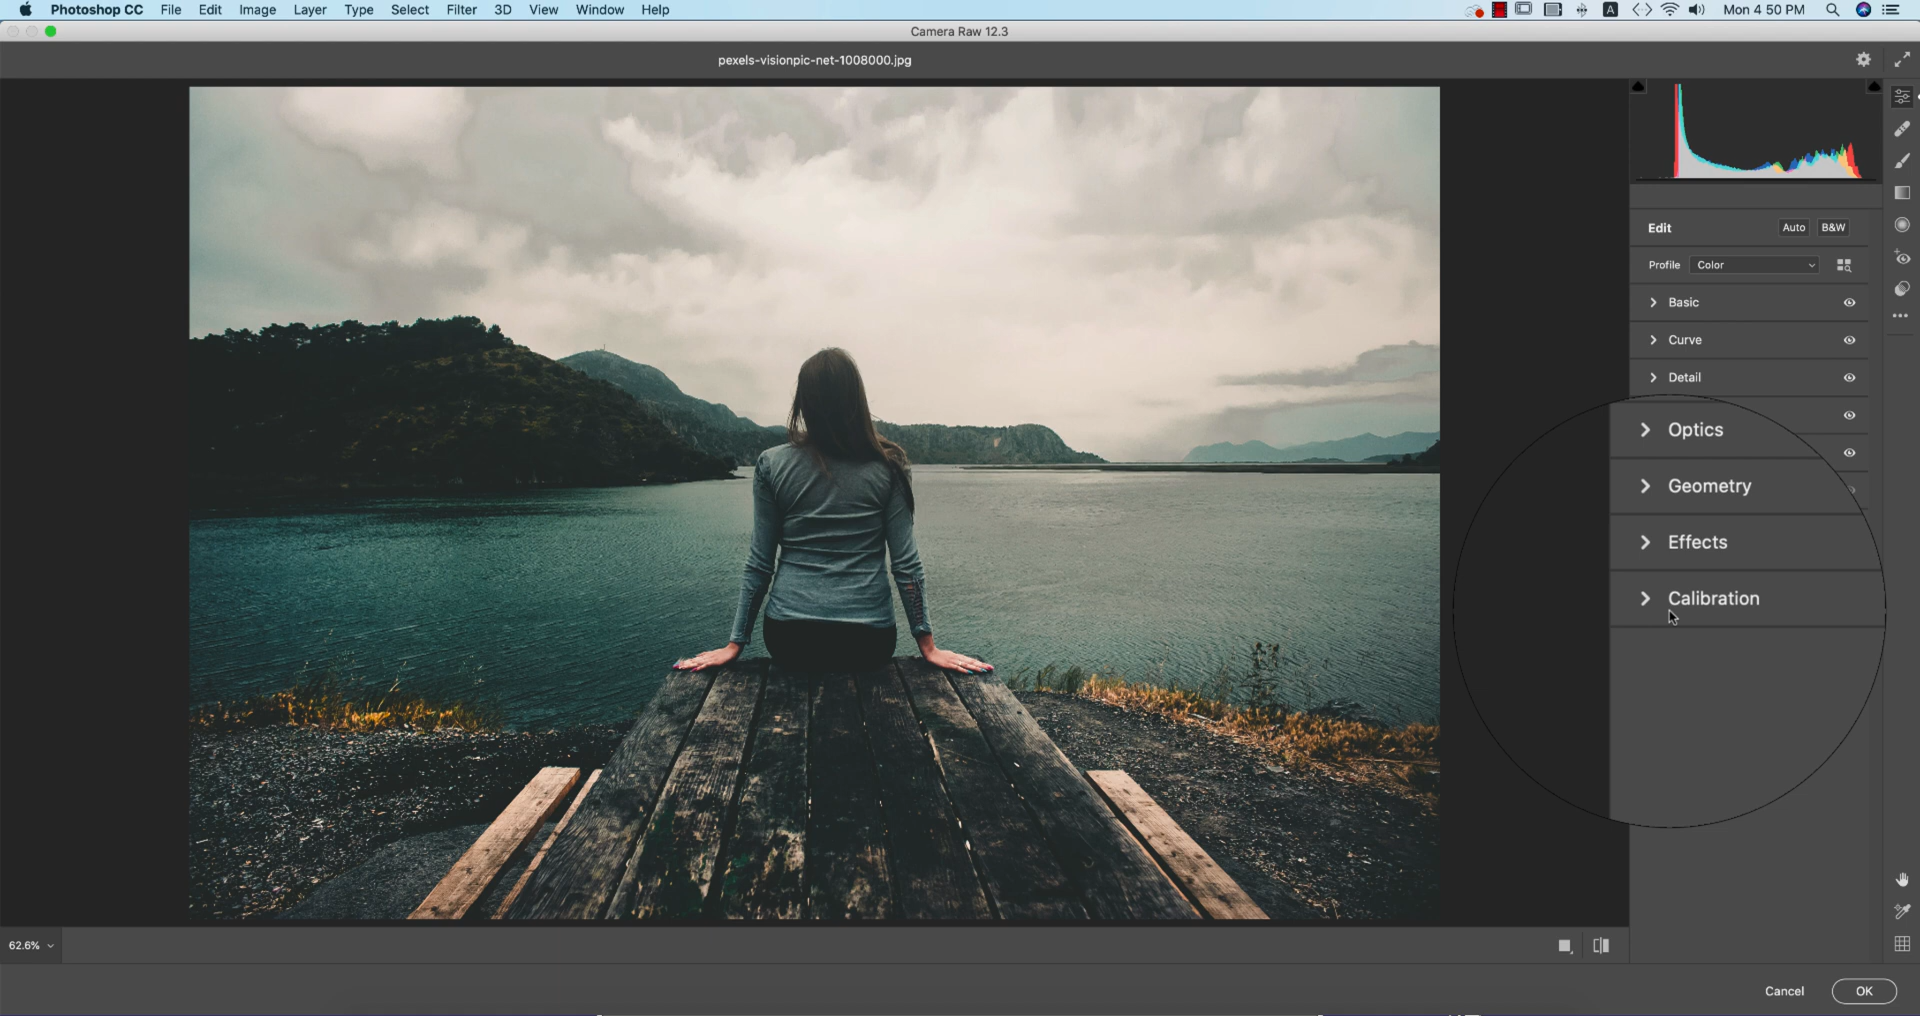 Photoshop CC File Edit Image Layer Type Select Filter 3D View Window Help A Mon 4 50 PM
Camera Raw 12.3
pexels-visionpic-net-1008000.jpg
Edit Auto B&W
Profile Color
Basic
Curve
Detail
Optics
Geometry
Effects
Calibration
62.6%
Cancel OK